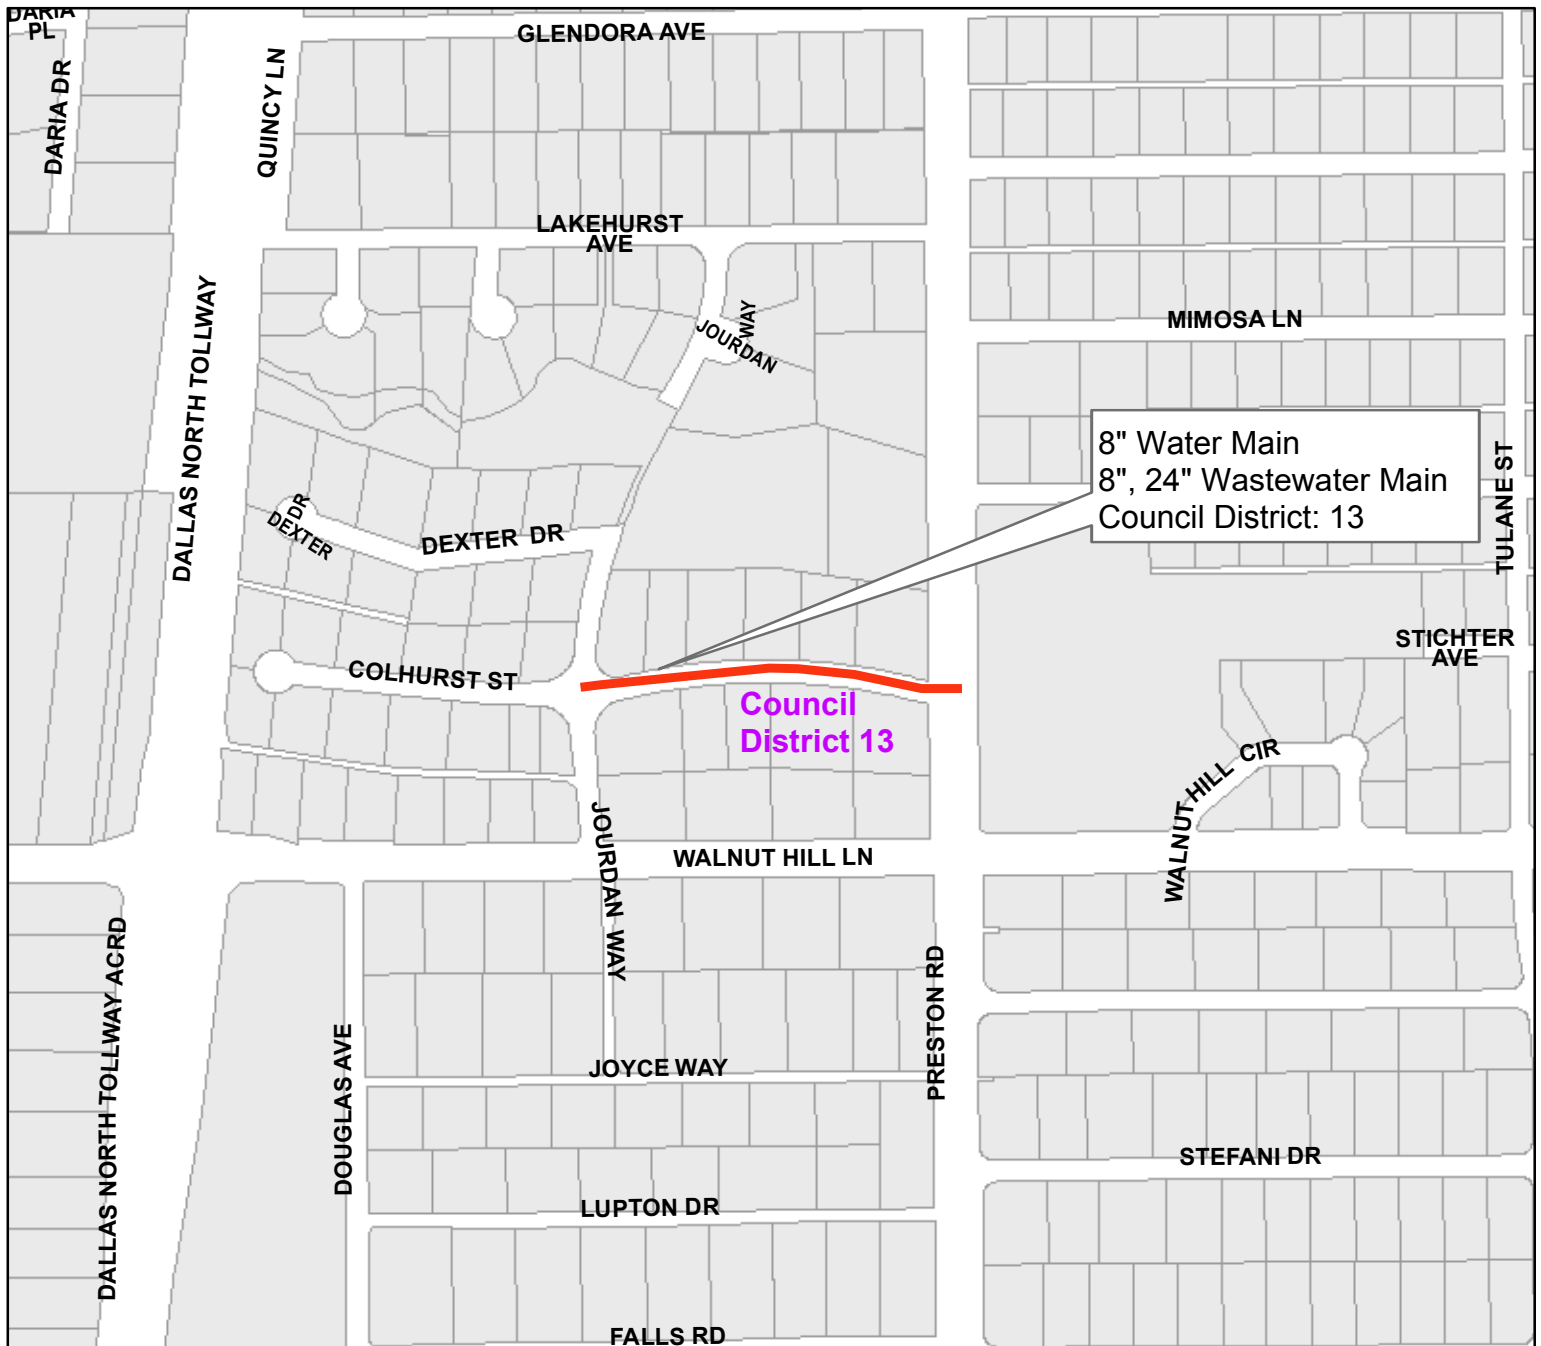 DARIA
PL
DARIA DR
QUINCY LN
GLENDORA AVE
LAKEHURST
AVE
DALLAS NORTH TOLLWAY
JOURDAN
WAY
MIMOSA LN
8" Water Main
8", 24" Wastewater Main
Council District: 13
TULANE ST
DR
DEXTER
DEXTER DR
STICHTER
AVE
COLHURST ST
Council
District 13
WALNUT HILL CIR
JOURDAN WAY
WALNUT HILL LN
DALLAS NORTH TOLLWAY ACRD
DOUGLAS AVE
PRESTON RD
JOYCE WAY
STEFANI DR
LUPTON DR
FALLS RD